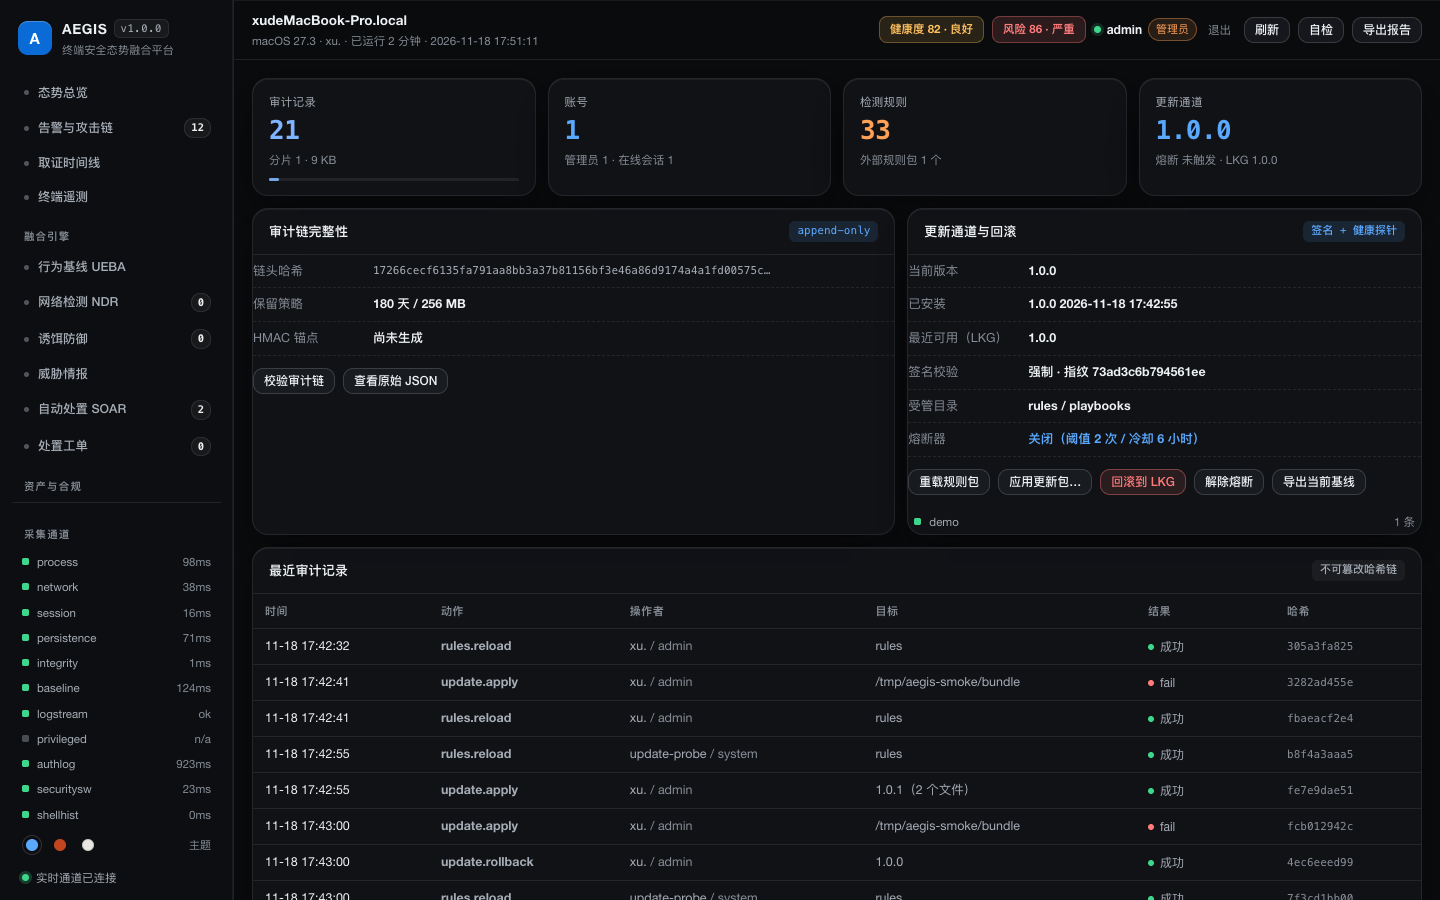 A
AEGIS v1.0.0
终端安全态势融合平台
态势总览
告警与攻击链 12
取证时间线
终端遥测
融合引擎
行为基线 UEBA
网络检测 NDR 0
诱饵防御 0
威胁情报
自动处置 SOAR 2
处置工单 0
资产与合规
采集通道
process 98ms
network 38ms
session 16ms
persistence 71ms
integrity 1ms
baseline 124ms
logstream ok
privileged n/a
authlog 923ms
securitysw 23ms
shellhist 0ms
主题
实时通道已连接
xudeMacBook-Pro.local
macOS 27.3 · xu. · 已运行 2 分钟 · 2026-11-18 17:51:11
健康度 82 · 良好 风险 86 · 严重 admin 管理员 退出 刷新 自检 导出报告
审计记录
21
分片 1 · 9 KB
账号
1
管理员 1 · 在线会话 1
检测规则
33
外部规则包 1 个
更新通道
1.0.0
熔断 未触发 · LKG 1.0.0
审计链完整性 append-only
链头哈希 17266cecf6135fa791aa8bb3a37b81156bf3e46a86d9174a4a1fd00575c…
保留策略 180 天 / 256 MB
HMAC 锚点 尚未生成
校验审计链 查看原始 JSON
更新通道与回滚 签名 + 健康探针
当前版本 1.0.0
已安装 1.0.0 2026-11-18 17:42:55
最近可用（LKG） 1.0.0
签名校验 强制 · 指纹 73ad3c6b794561ee
受管目录 rules / playbooks
熔断器 关闭（阈值 2 次 / 冷却 6 小时）
重载规则包 应用更新包... 回滚到 LKG 解除熔断 导出当前基线
demo 1 条
最近审计记录 不可篡改哈希链
时间 动作 操作者 目标 结果 哈希
11-18 17:42:32 rules.reload xu. / admin rules 成功 305a3fa825
11-18 17:42:41 update.apply xu. / admin /tmp/aegis-smoke/bundle fail 3282ad455e
11-18 17:42:41 rules.reload xu. / admin rules 成功 fbaeacf2e4
11-18 17:42:55 rules.reload update-probe / system rules 成功 b8f4a3aaa5
11-18 17:42:55 update.apply xu. / admin 1.0.1（2 个文件） 成功 fe7e9dae51
11-18 17:43:00 update.apply xu. / admin /tmp/aegis-smoke/bundle fail fcb012942c
11-18 17:43:00 update.rollback xu. / admin 1.0.0 成功 4ec6eeed99
11-18 17:43:00 rules.reload update-probe / system rules 成功 7f3cd1bb00